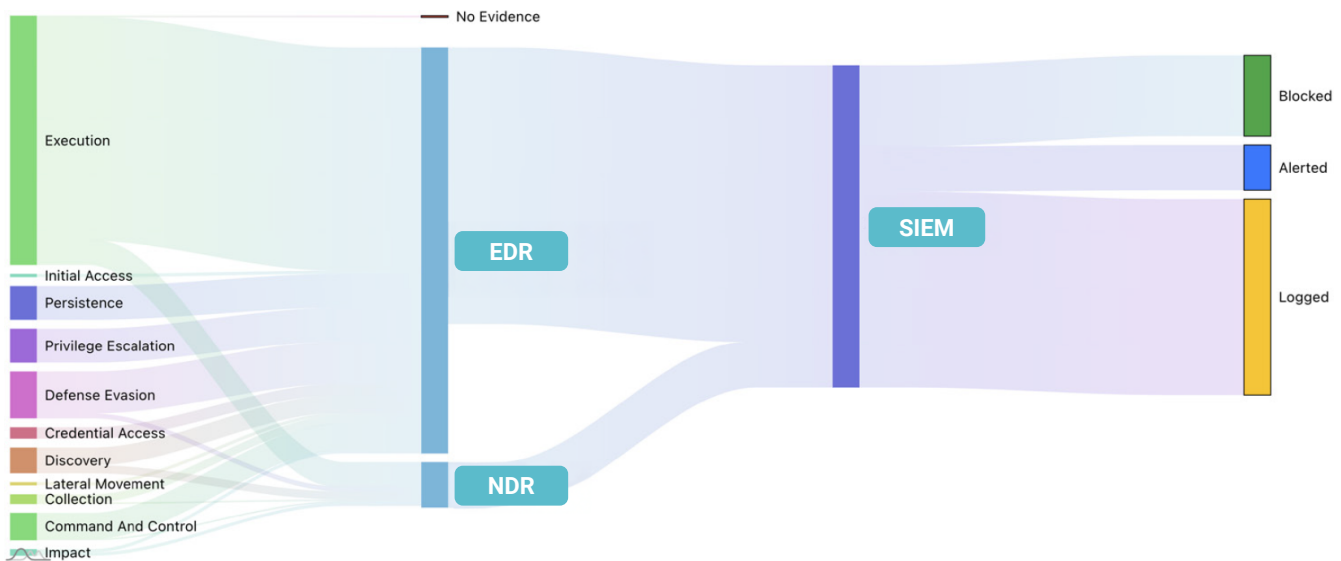 No Evidence
Execution
Initial Access
Persistence
Privilege Escalation
Defense Evasion
Credential Access
Discovery
Lateral Movement
Collection
Command And Control
Impact
EDR
NDR
SIEM
Blocked
Alerted
Logged